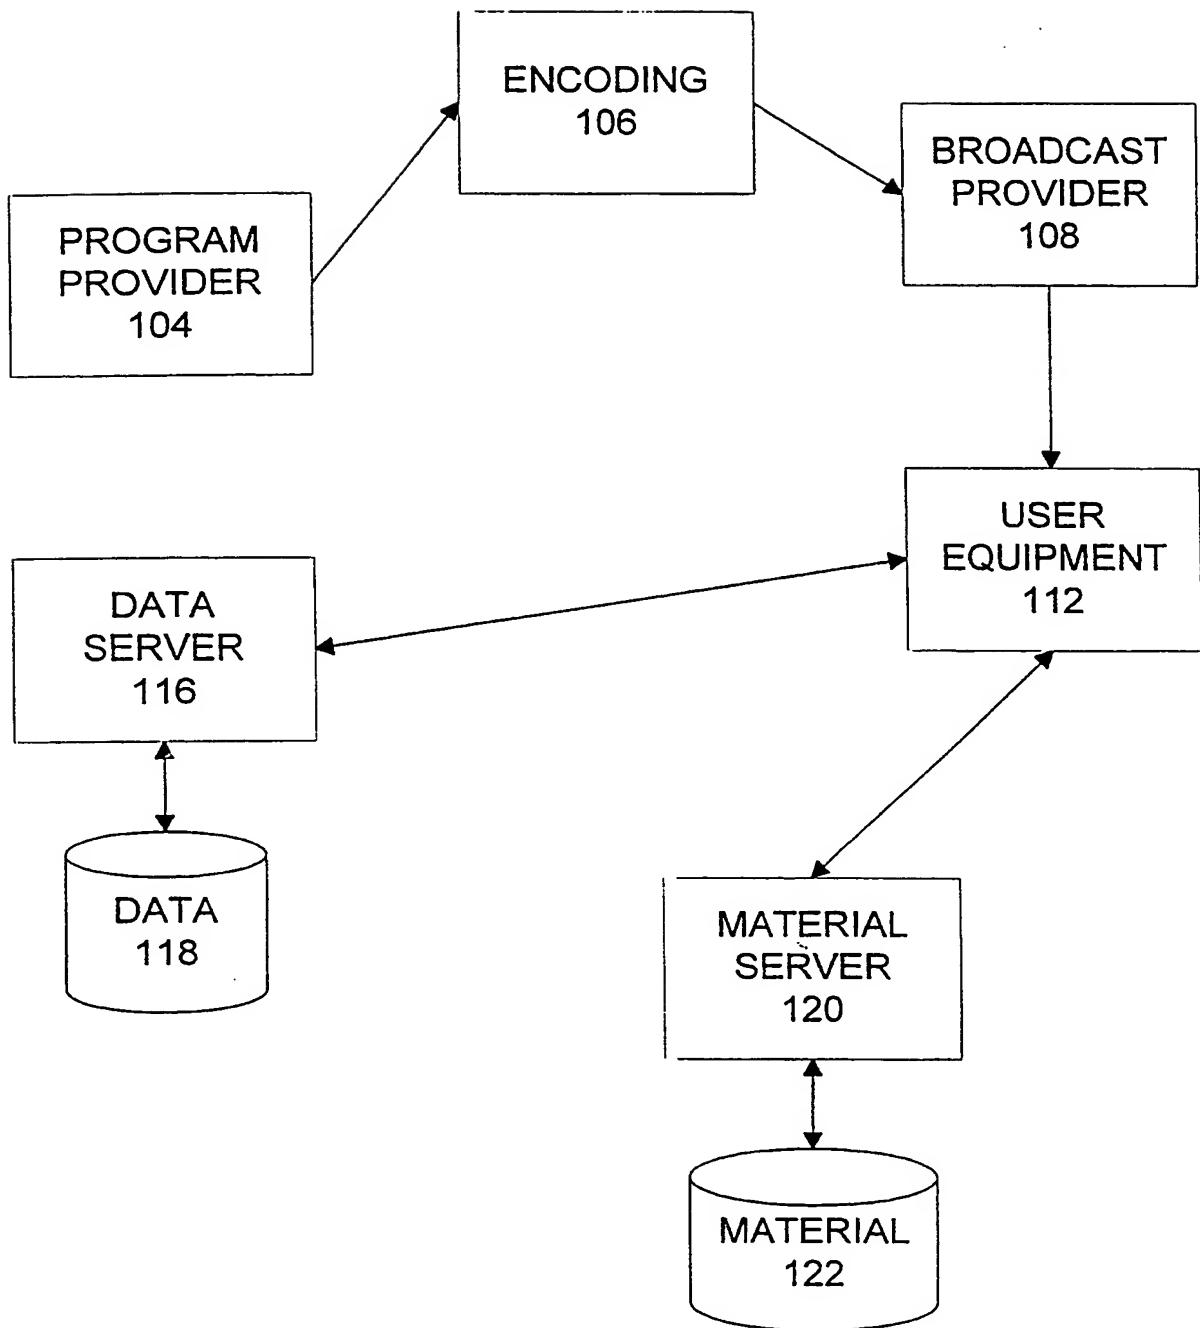 ENCODING
106
BROADCAST
PROVIDER
108
PROGRAM
PROVIDER
104
USER
EQUIPMENT
112
DATA
SERVER
116
DATA
118
MATERIAL
SERVER
120
MATERIAL
122